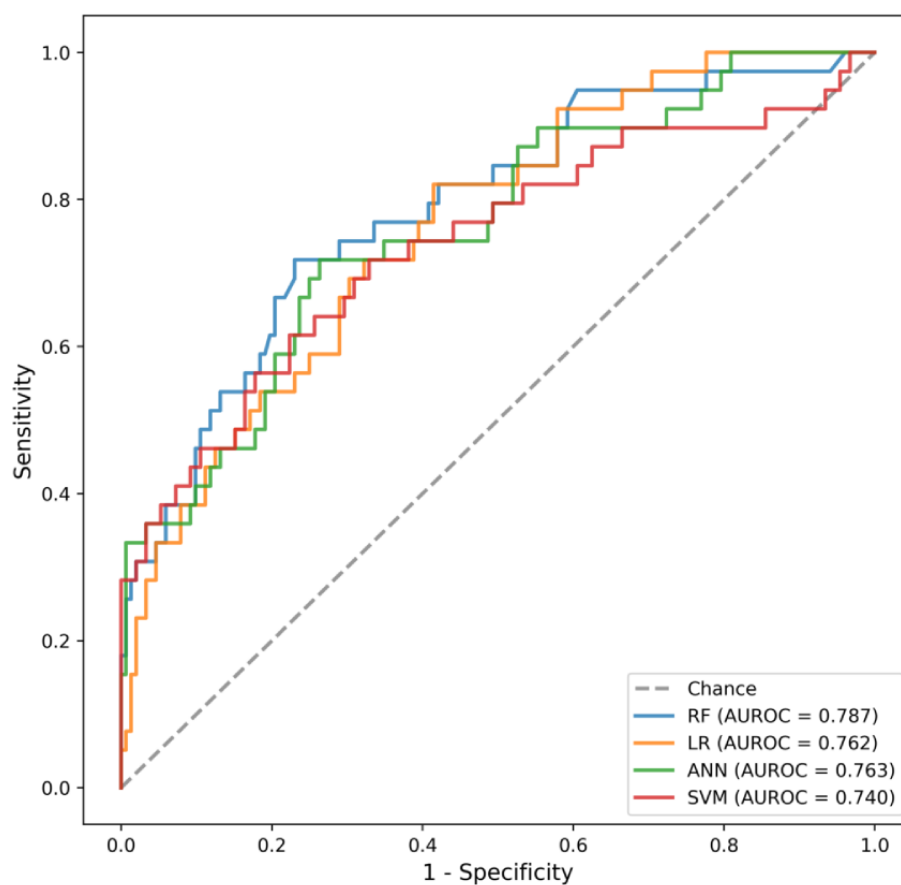 1.0
0.8
0.6
0.4
0.2
0.0
Sensitivity
Chance
RF (AUROC = 0.787)
LR (AUROC = 0.762)
ANN (AUROC = 0.763)
SVM (AUROC = 0.740)
0.0 0.2 0.4 0.6 0.8 1.0
1 - Specificity